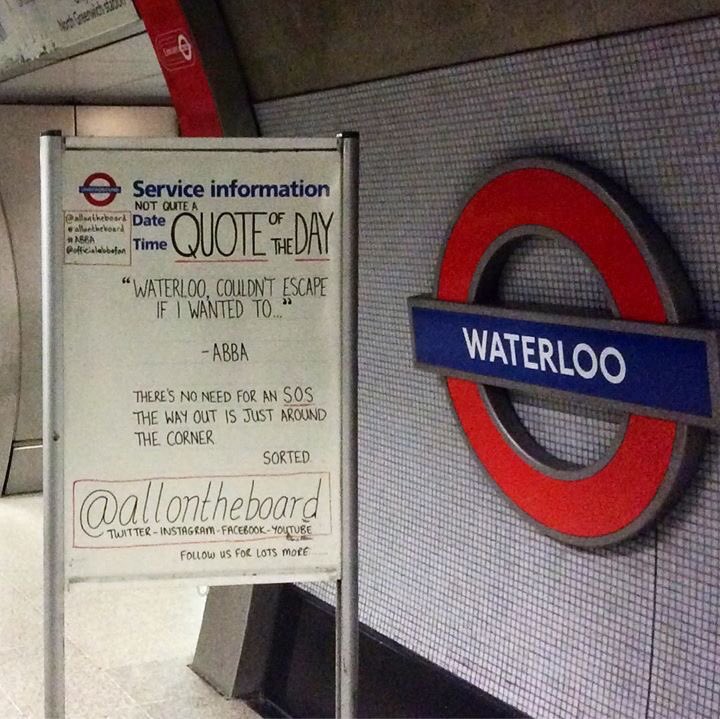 North Greenwich station
UNDERGROUND
Service information
NOT QUITE A
@allontheboard
@allontheboard
# ABBA
@officialabbafan
Date
Time
QUOTE OF THE DAY
"WATERLOO, COULDN'T ESCAPE
IF I WANTED TO..."
-ABBA
THERE'S NO NEED FOR AN SOS
THE WAY OUT IS JUST AROUND
THE CORNER
SORTED
@allontheboard
TWITTER - INSTAGRAM - FACEBOOK - YOUTUBE
FOLLOW US FOR LOTS MORE
WATERLOO